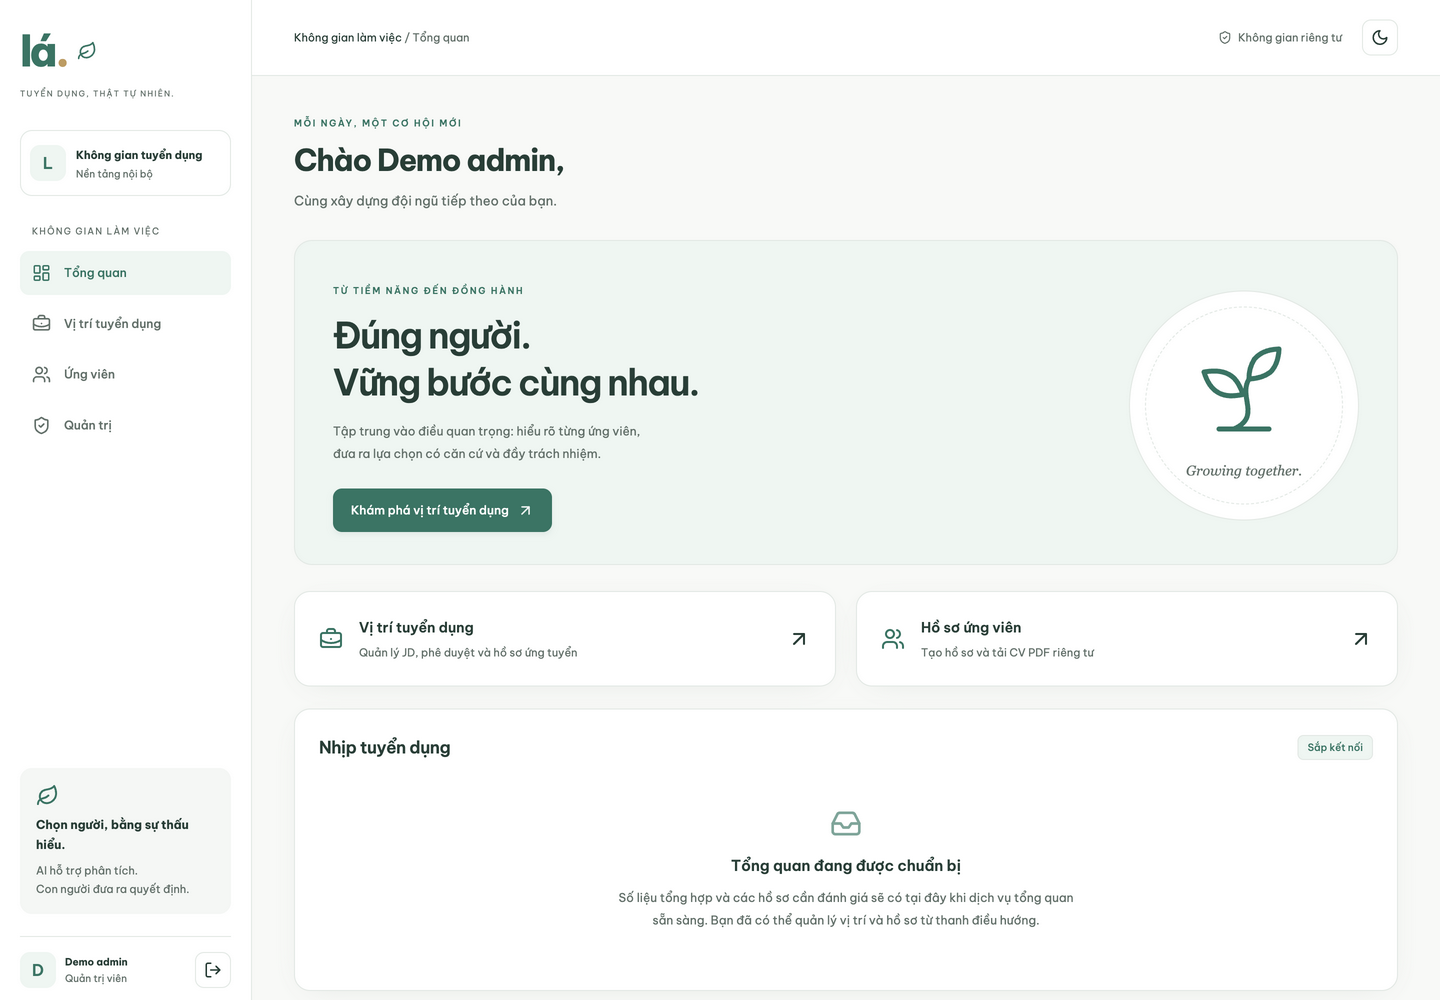 lá.
TUYỂN DỤNG, THẬT TỰ NHIÊN.
L
Không gian tuyển dụng
Nền tảng nội bộ
KHÔNG GIAN LÀM VIỆC
Tổng quan
Vị trí tuyển dụng
Ứng viên
Quản trị
Chọn người, bằng sự thấu
hiểu.
AI hỗ trợ phân tích.
Con người đưa ra quyết định.
D
Demo admin
Quản trị viên
Không gian làm việc / Tổng quan
Không gian riêng tư
MỖI NGÀY, MỘT CƠ HỘI MỚI
Chào Demo admin,
Cùng xây dựng đội ngũ tiếp theo của bạn.
TỪ TIỀM NĂNG ĐẾN ĐỒNG HÀNH
Đúng người.
Vững bước cùng nhau.
Tập trung vào điều quan trọng: hiểu rõ từng ứng viên,
đưa ra lựa chọn có căn cứ và đầy trách nhiệm.
Khám phá vị trí tuyển dụng
Growing together.
Vị trí tuyển dụng
Quản lý JD, phê duyệt và hồ sơ ứng tuyển
Hồ sơ ứng viên
Tạo hồ sơ và tải CV PDF riêng tư
Nhịp tuyển dụng
Sắp kết nối
Tổng quan đang được chuẩn bị
Số liệu tổng hợp và các hồ sơ cần đánh giá sẽ có tại đây khi dịch vụ tổng quan
sẵn sàng. Bạn đã có thể quản lý vị trí và hồ sơ từ thanh điều hướng.